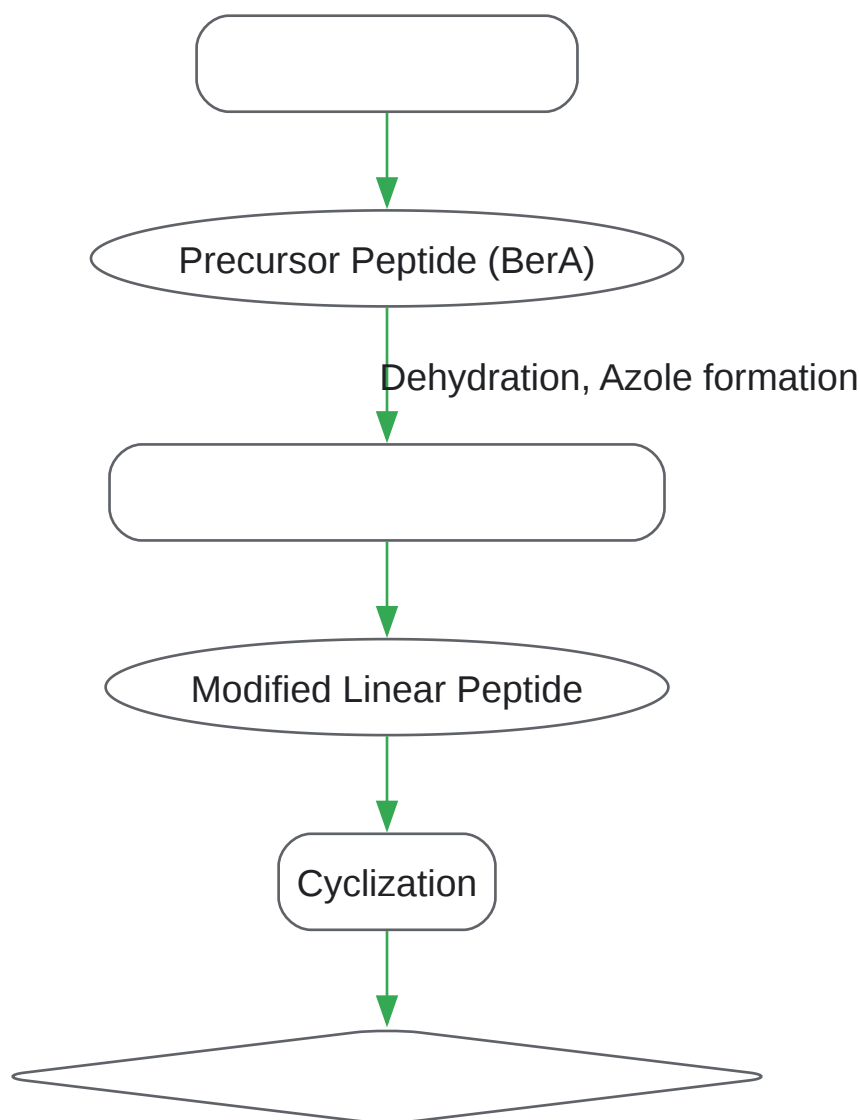 Precursor Peptide (BerA)
Dehydration, Azole formation
Modified Linear Peptide
Cyclization